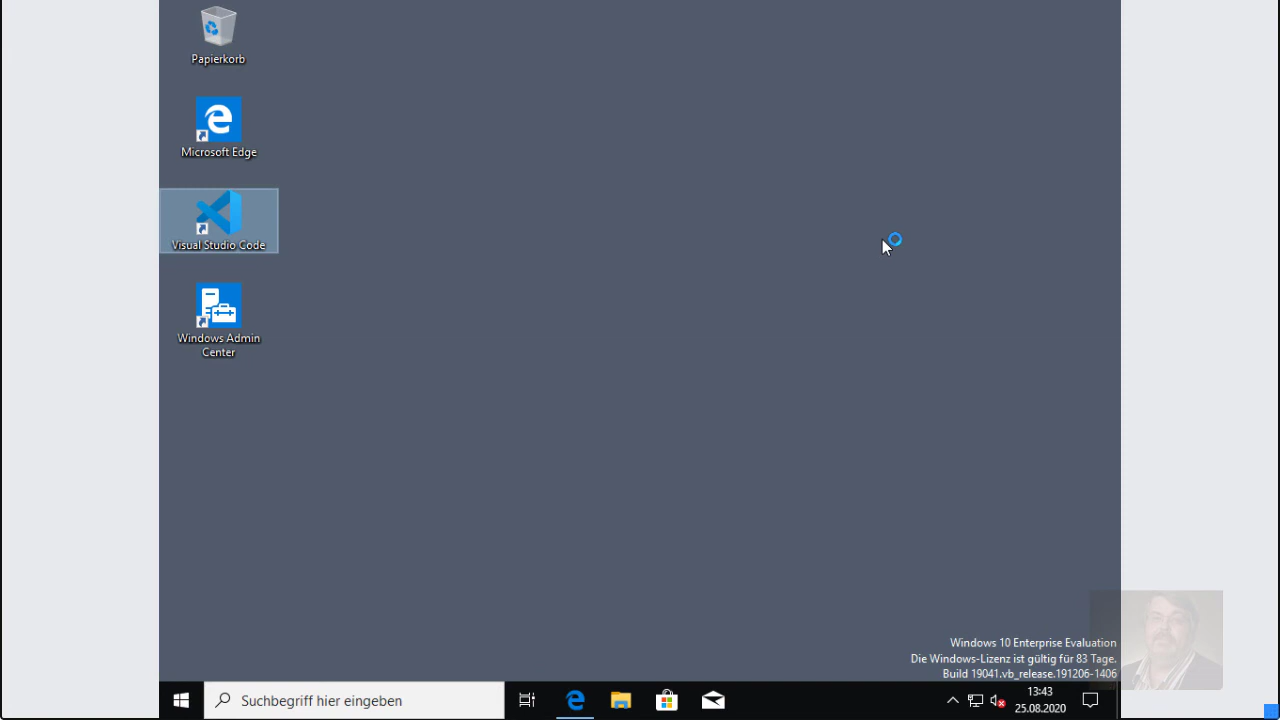 Papierkorb
Microsoft Edge
Visual Studio Code
Windows Admin
Center
Windows 10 Enterprise Evaluation
Die Windows-Lizenz ist gültig für 83 Tage.
Build 19041.vb_release.191206-1406
Suchbegriff hier eingeben
13:43
25.08.2020